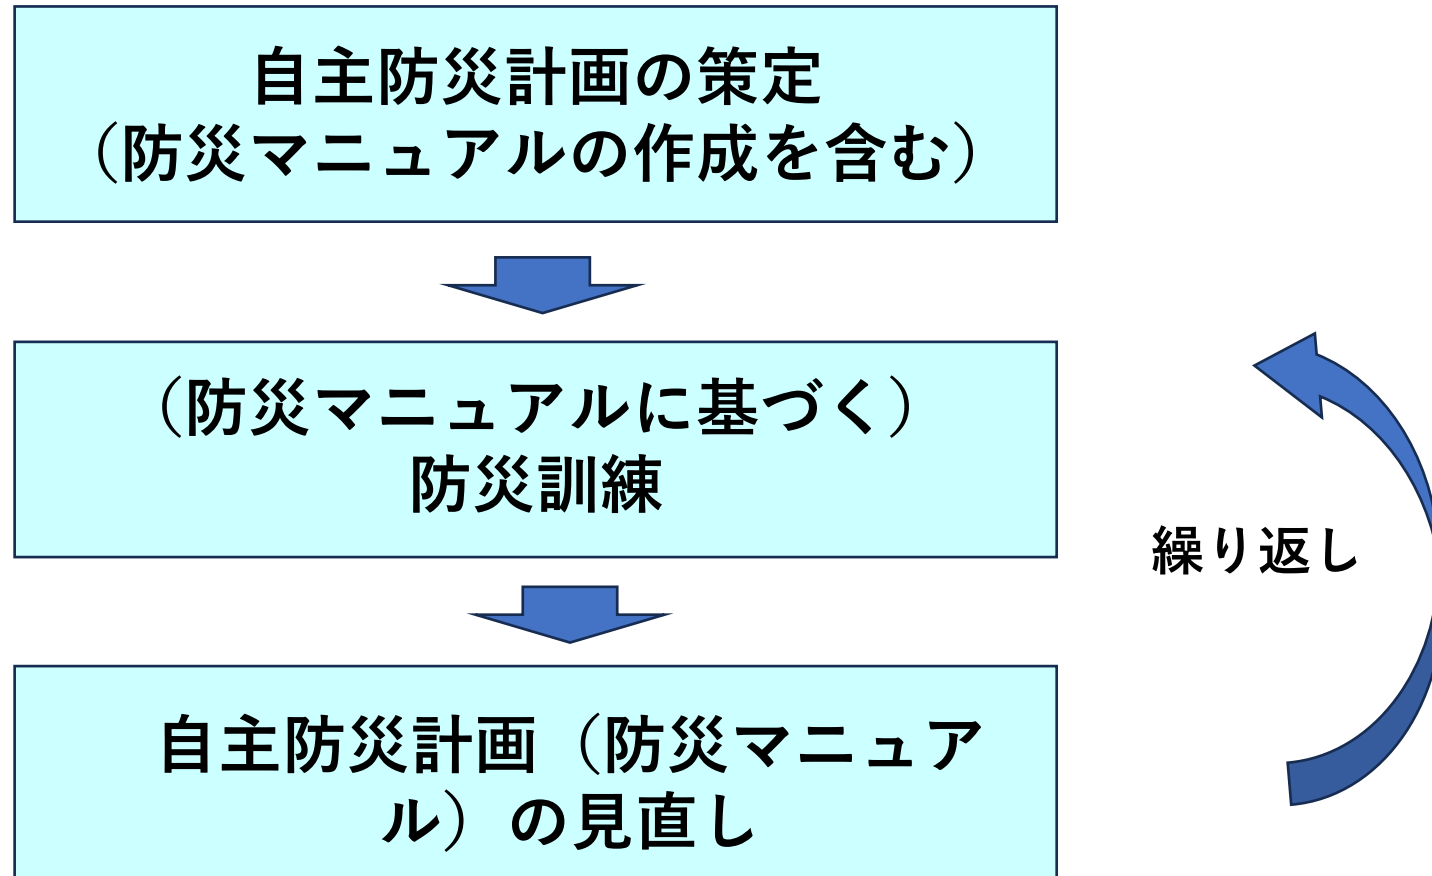 自主防災計画の策定
（防災マニュアルの作成を含む）
（防災マニュアルに基づく）
防災訓練
繰り返し
自主防災計画（防災マニュア
ル）の見直し